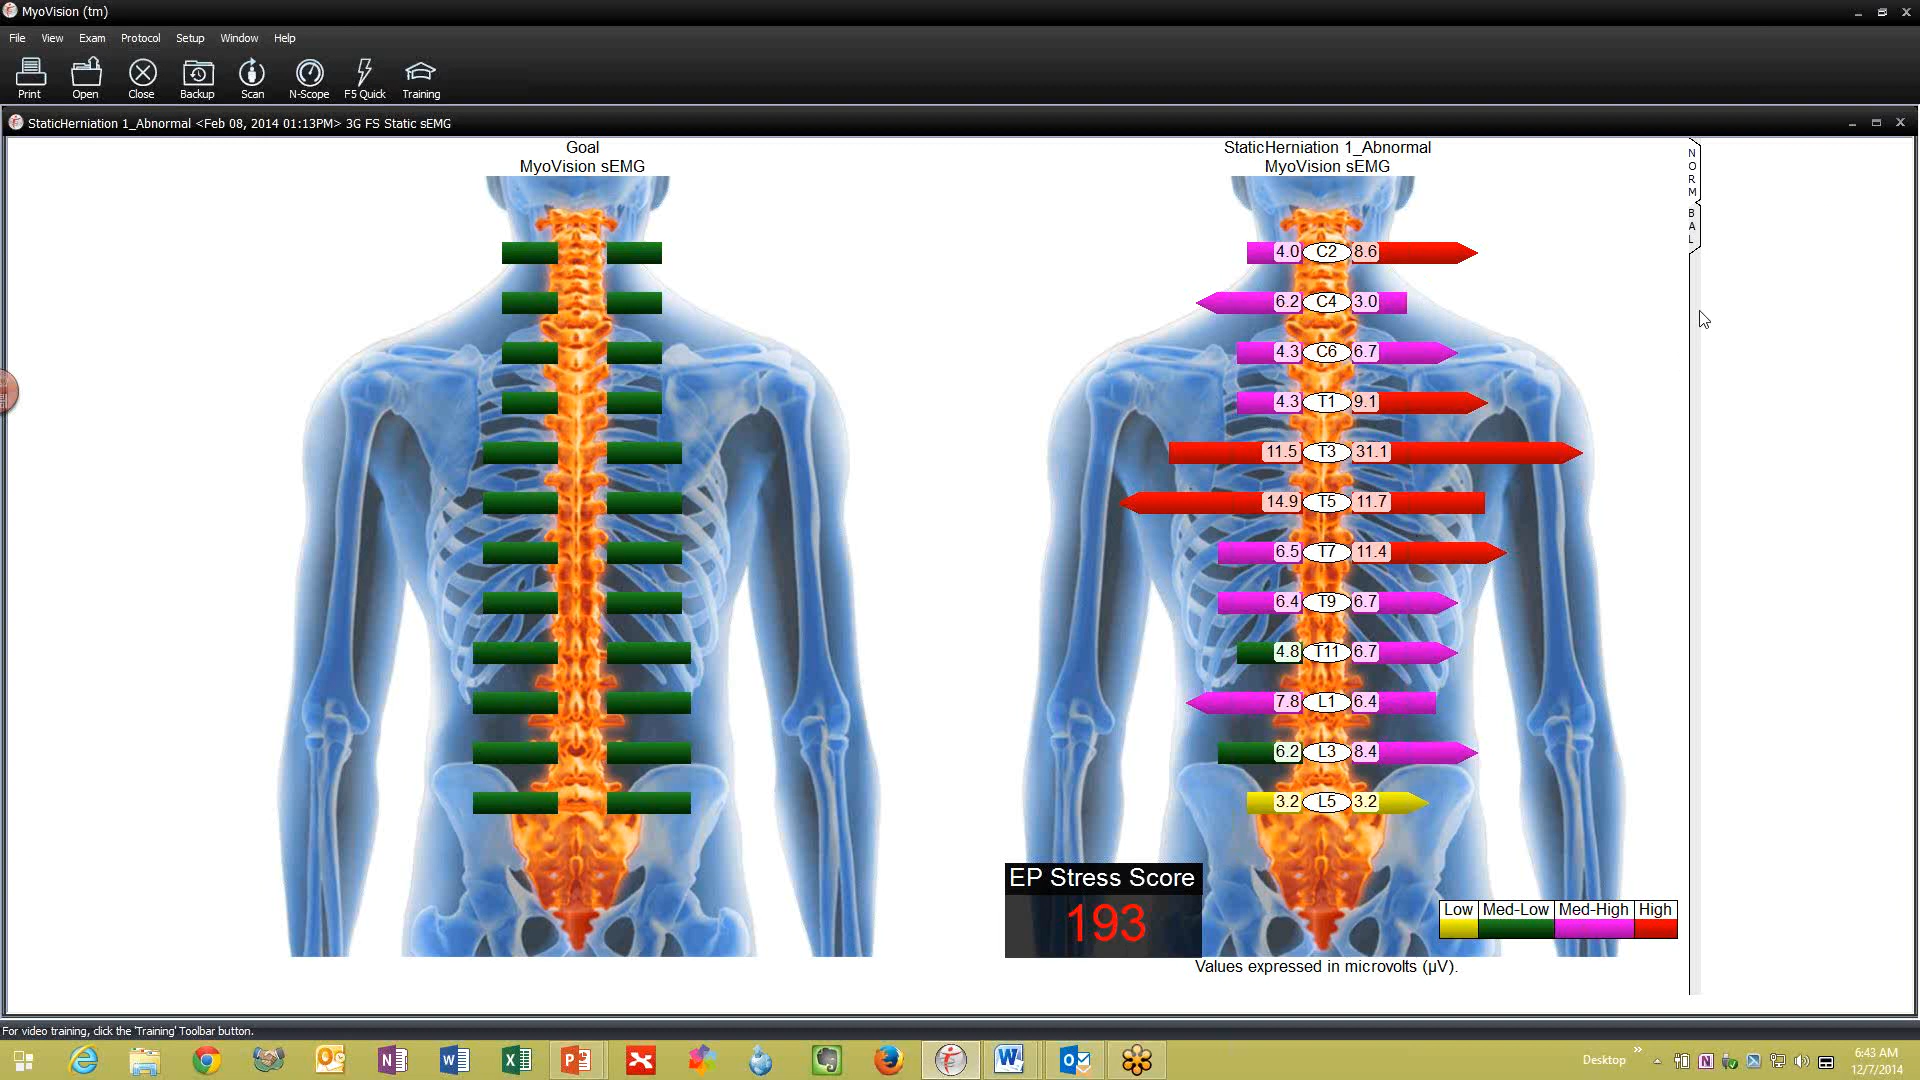 MyoVision (tm)
File View Exam Protocol Setup Window Help
Print Open Close Backup Scan N-Scope F5 Quick Training
StaticHerniation 1_Abnormal <Feb 08, 2014 01:13PM> 3G FS Static sEMG
Goal
MyoVision sEMG
StaticHerniation 1_Abnormal
MyoVision sEMG
NORM
BAL
4.0 C2 8.6
6.2 C4 3.0
4.3 C6 6.7
4.3 T1 9.1
11.5 T3 31.1
14.9 T5 11.7
6.5 T7 11.4
6.4 T9 6.7
4.8 T11 6.7
7.8 L1 6.4
6.2 L3 8.4
3.2 L5 3.2
EP Stress Score
193
Low Med-Low Med-High High
Values expressed in microvolts (µV).
For video training, click the 'Training' Toolbar button.
Desktop
6:43 AM
12/7/2014